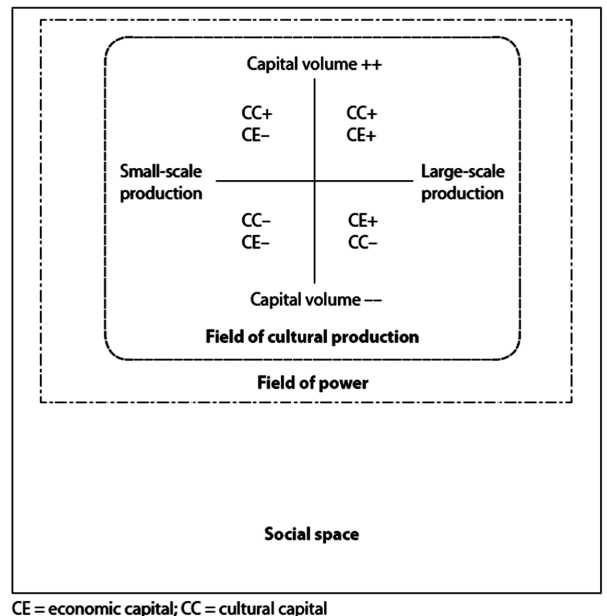 Capital volume ++
CC+ CC+
CE– CE+
Small-scale Large-scale
production production
CC– CE+
CE– CC–
Capital volume ––
Field of cultural production
Field of power
Social space
CE = economic capital; CC = cultural capital